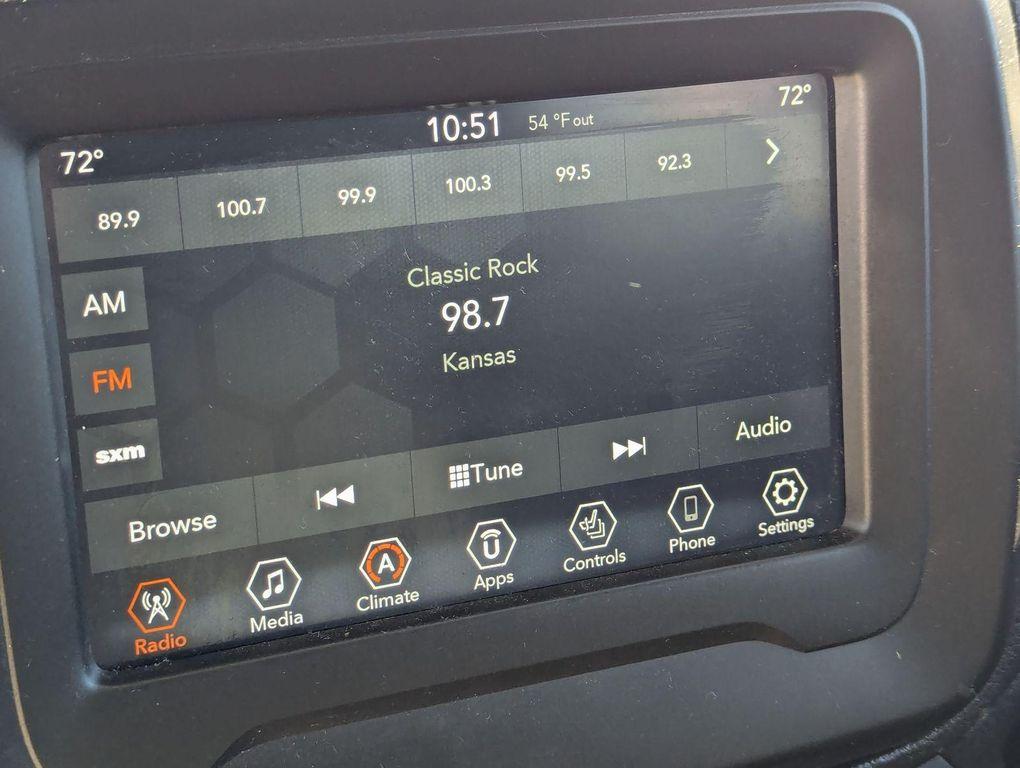 72° 10:51 54 °F out 72°
89.9 100.7 99.9 100.3 99.5 92.3
Classic Rock
AM 98.7
Kansas
FM
sxm
Browse Tune Audio
Radio Media A Climate Apps Controls Phone Settings